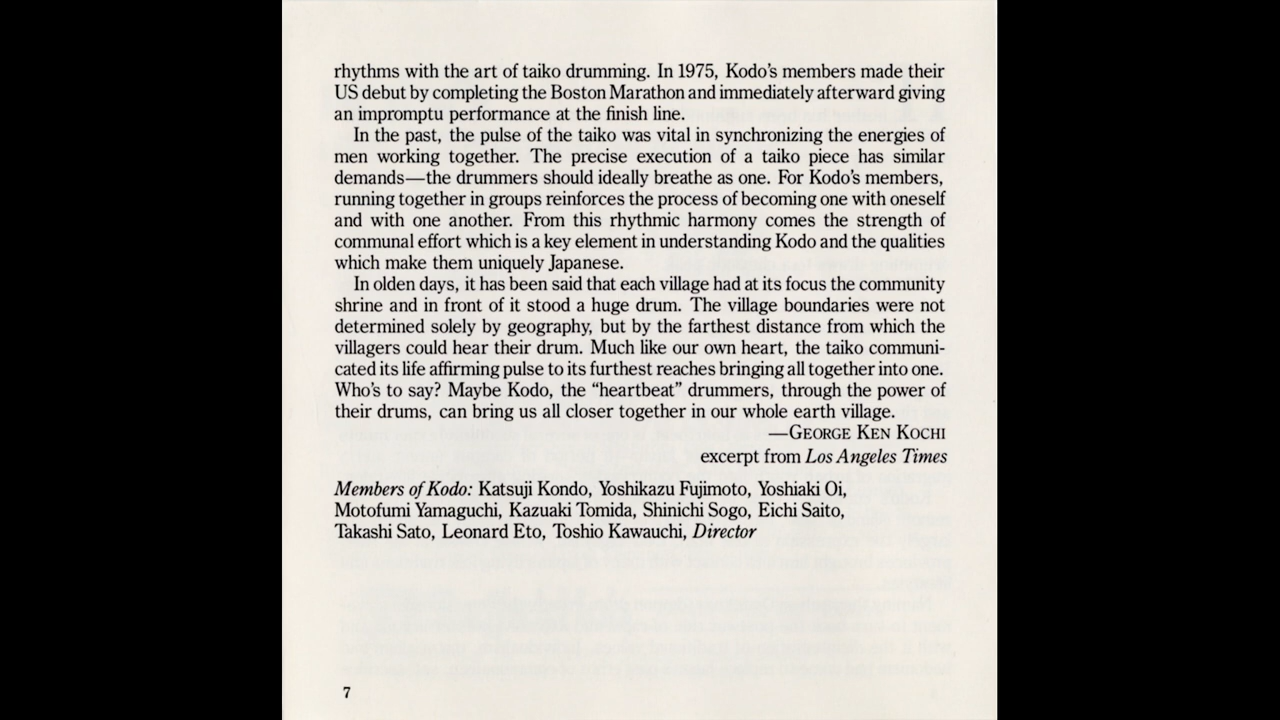 rhythms with the art of taiko drumming. In 1975, Kodo's members made their
US debut by completing the Boston Marathon and immediately afterward giving
an impromptu performance at the finish line.
In the past, the pulse of the taiko was vital in synchronizing the energies of
men working together. The precise execution of a taiko piece has similar
demands—the drummers should ideally breathe as one. For Kodo's members,
running together in groups reinforces the process of becoming one with oneself
and with one another. From this rhythmic harmony comes the strength of
communal effort which is a key element in understanding Kodo and the qualities
which make them uniquely Japanese.
In olden days, it has been said that each village had at its focus the community
shrine and in front of it stood a huge drum. The village boundaries were not
determined solely by geography, but by the farthest distance from which the
villagers could hear their drum. Much like our own heart, the taiko communi-
cated its life affirming pulse to its furthest reaches bringing all together into one.
Who's to say? Maybe Kodo, the “heartbeat” drummers, through the power of
their drums, can bring us all closer together in our whole earth village.
—GEORGE KEN KOCHI
excerpt from Los Angeles Times
Members of Kodo: Katsuji Kondo, Yoshikazu Fujimoto, Yoshiaki Oi,
Motofumi Yamaguchi, Kazuaki Tomida, Shinichi Sogo, Eichi Saito,
Takashi Sato, Leonard Eto, Toshio Kawauchi, Director
7